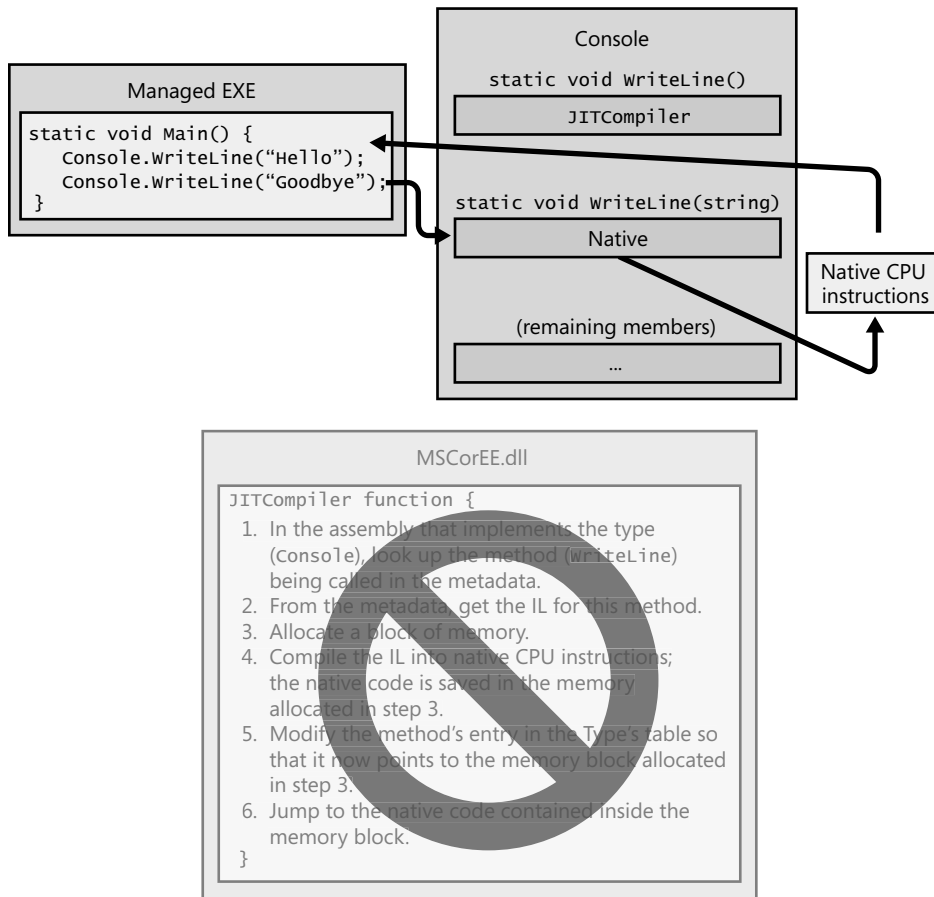 Managed EXE
static void Main() {
Console.WriteLine(“Hello”);
Console.WriteLine(“Goodbye”);
}
Console
static void WriteLine()
JITCompiler
static void WriteLine(string)
Native
(remaining members)
...
Native CPU
instructions
MSCorEE.dll
JITCompiler function {
1. In the assembly that implements the type
(Console), look up the method (WriteLine)
being called in the metadata.
2. From the metadata, get the IL for this method.
3. Allocate a block of memory.
4. Compile the IL into native CPU instructions;
the native code is saved in the memory
allocated in step 3.
5. Modify the method’s entry in the Type’s table so
that it now points to the memory block allocated
in step 3.
6. Jump to the native code contained inside the
memory block.
}